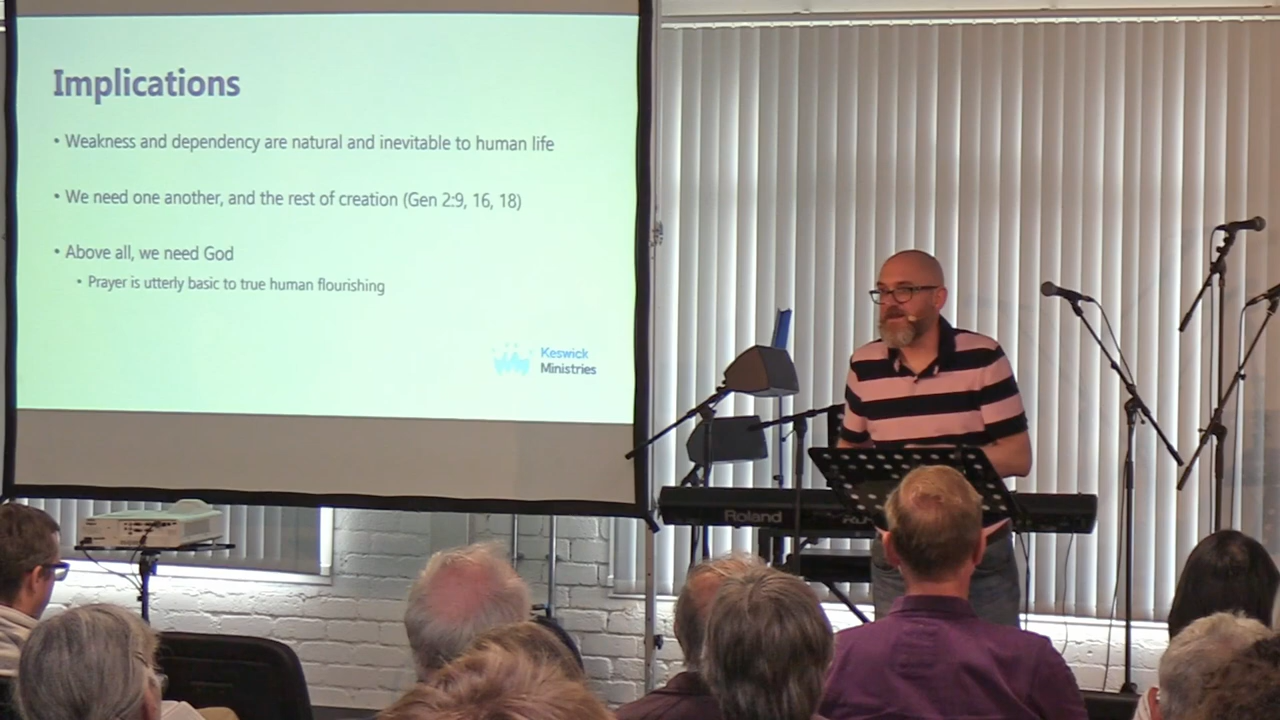 Implications
• Weakness and dependency are natural and inevitable to human life
• We need one another, and the rest of creation (Gen 2:9, 16, 18)
• Above all, we need God
• Prayer is utterly basic to true human flourishing
Keswick
Ministries
Roland